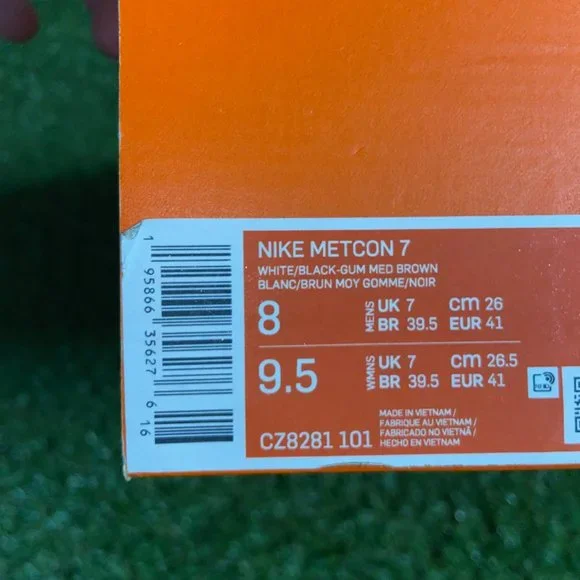 NIKE METCON 7
WHITE/BLACK-GUM MED BROWN
BLANC/BRUN MOY GOMME/NOIR
8 MENS UK 7 cm 26
BR 39.5 EUR 41
9.5 WMNS UK 7 cm 26.5
BR 39.5 EUR 41
CZ8281 101
MADE IN VIETNAM /
FABRIQUE AU VIETNAM /
FABRICADO NO VIETNÃ /
HECHO EN VIETNAM
1 95866 35627 6 16